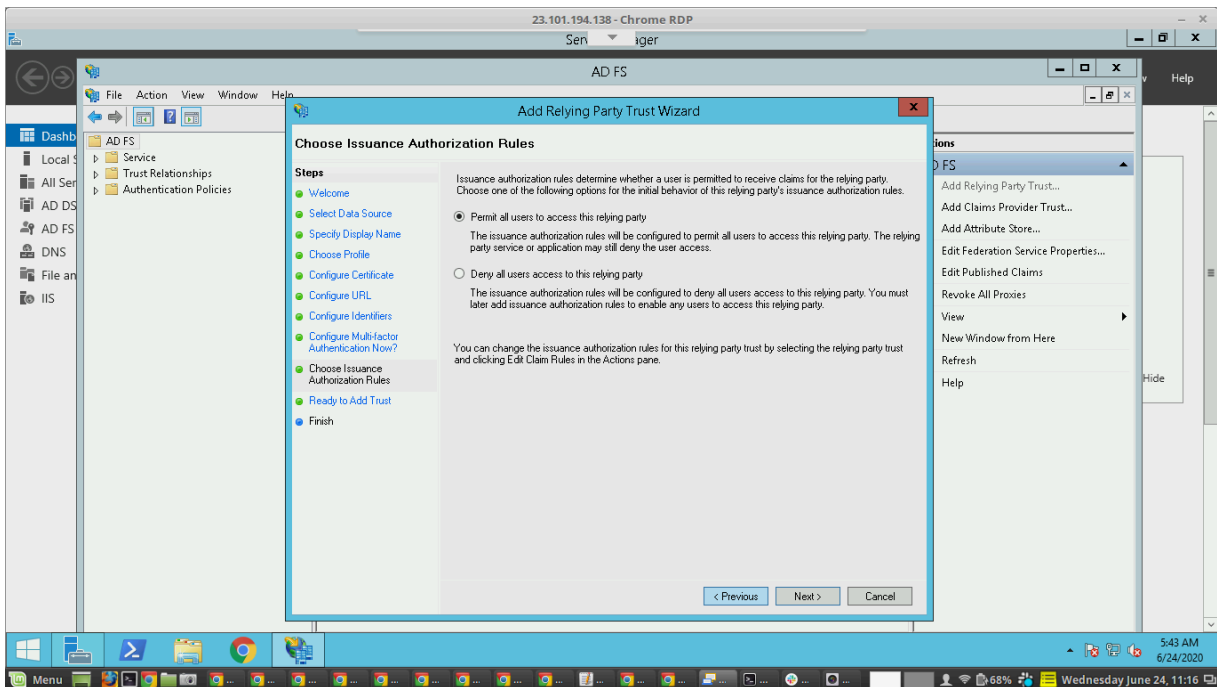 23.101.194.138 - Chrome RDP
Help
AD FS
File Action View Window Help
Add Relying Party Trust Wizard
Choose Issuance Authorization Rules
Steps
Welcome
Select Data Source
Specify Display Name
Choose Profile
Configure Certificate
Configure URL
Configure Identifiers
Configure Multi-factor
Authentication Now?
Choose Issuance
Authorization Rules
Ready to Add Trust
Finish
Issuance authorization rules determine whether a user is permitted to receive claims for the relying party.
Choose one of the following options for the initial behavior of this relying party's issuance authorization rules.
Permit all users to access this relying party
The issuance authorization rules will be configured to permit all users to access this relying party. The relying
party service or application may still deny the user access.
Deny all users access to this relying party
The issuance authorization rules will be configured to deny all users access to this relying party. You must
later add issuance authorization rules to enable any users to access this relying party.
You can change the issuance authorization rules for this relying party trust by selecting the relying party trust
and clicking Edit Claim Rules in the Actions pane.
< Previous
Next >
Cancel
Dashb
Local S
All Ser
AD DS
AD FS
DNS
File an
IIS
AD FS
Service
Trust Relationships
Authentication Policies
ions
D FS
Add Relying Party Trust...
Add Claims Provider Trust...
Add Attribute Store...
Edit Federation Service Properties...
Edit Published Claims
Revoke All Proxies
View
New Window from Here
Refresh
Help
Hide
5:43 AM
6/24/2020
Menu
68%
Wednesday June 24, 11:16